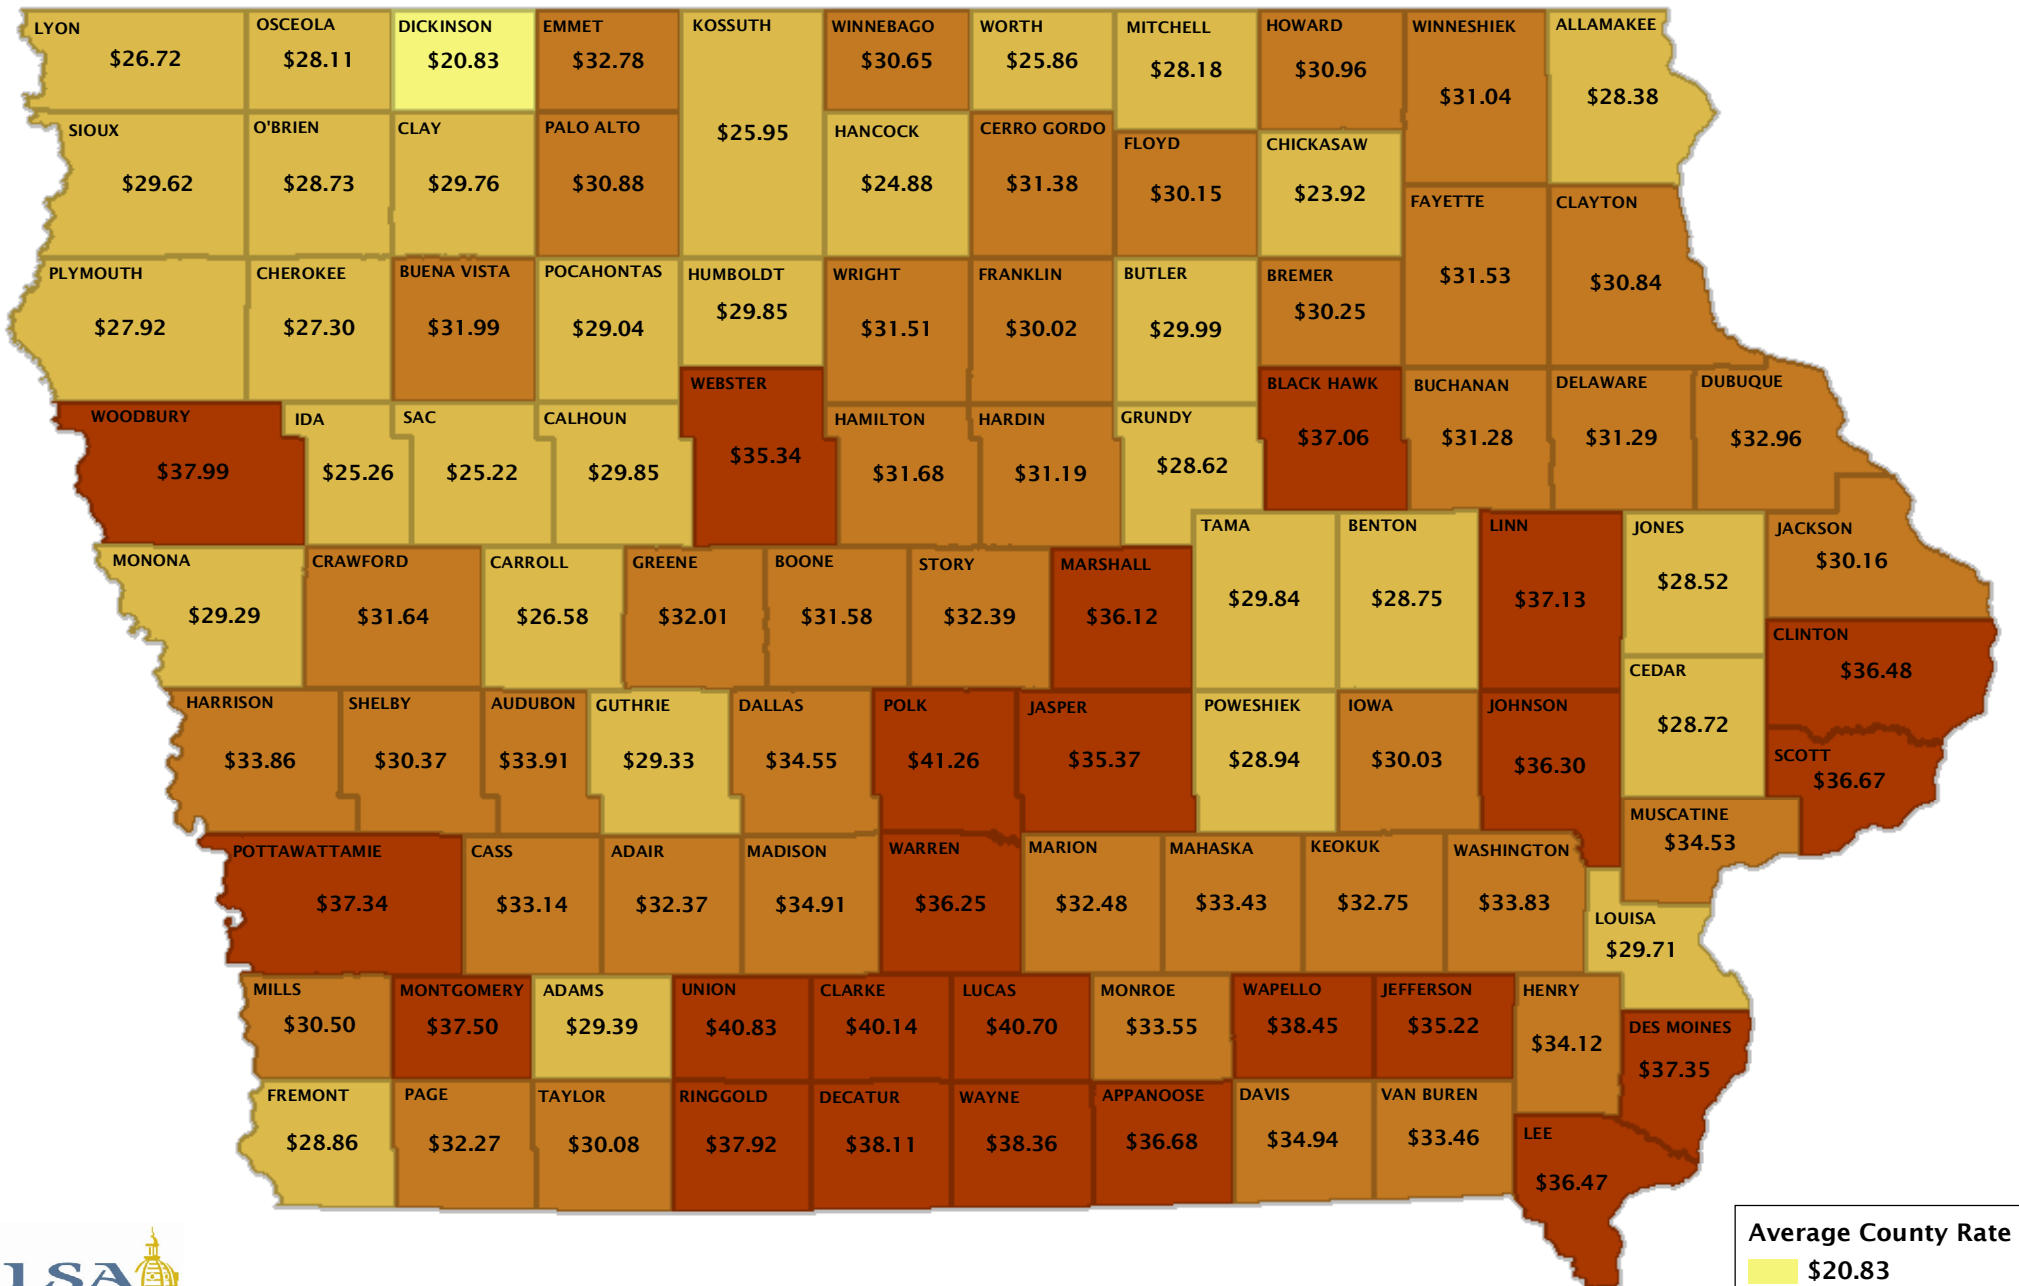 LYON
$26.72
OSCEOLA
$28.11
DICKINSON
$20.83
EMMET
$32.78
KOSSUTH
$25.95
WINNEBAGO
$30.65
WORTH
$25.86
MITCHELL
$28.18
HOWARD
$30.96
WINNESHIEK
$31.04
ALLAMAKEE
$28.38
SIOUX
$29.62
O'BRIEN
$28.73
CLAY
$29.76
PALO ALTO
$30.88
HANCOCK
$24.88
CERRO GORDO
$31.38
FLOYD
$30.15
CHICKASAW
$23.92
FAYETTE
$31.53
CLAYTON
$30.84
PLYMOUTH
$27.92
CHEROKEE
$27.30
BUENA VISTA
$31.99
POCAHONTAS
$29.04
HUMBOLDT
$29.85
WRIGHT
$31.51
FRANKLIN
$30.02
BUTLER
$29.99
BREMER
$30.25
WEBSTER
$35.34
BLACK HAWK
$37.06
BUCHANAN
$31.28
DELAWARE
$31.29
DUBUQUE
$32.96
WOODBURY
$37.99
IDA
$25.26
SAC
$25.22
CALHOUN
$29.85
HAMILTON
$31.68
HARDIN
$31.19
GRUNDY
$28.62
TAMA
$29.84
BENTON
$28.75
LINN
$37.13
JONES
$28.52
JACKSON
$30.16
MONONA
$29.29
CRAWFORD
$31.64
CARROLL
$26.58
GREENE
$32.01
BOONE
$31.58
STORY
$32.39
MARSHALL
$36.12
CLINTON
$36.48
CEDAR
$28.72
HARRISON
$33.86
SHELBY
$30.37
AUDUBON
$33.91
GUTHRIE
$29.33
DALLAS
$34.55
POLK
$41.26
JASPER
$35.37
POWESHIEK
$28.94
IOWA
$30.03
JOHNSON
$36.30
SCOTT
$36.67
MUSCATINE
$34.53
POTTAWATTAMIE
$37.34
CASS
$33.14
ADAIR
$32.37
MADISON
$34.91
WARREN
$36.25
MARION
$32.48
MAHASKA
$33.43
KEOKUK
$32.75
WASHINGTON
$33.83
LOUISA
$29.71
MILLS
$30.50
MONTGOMERY
$37.50
ADAMS
$29.39
UNION
$40.83
CLARKE
$40.14
LUCAS
$40.70
MONROE
$33.55
WAPELLO
$38.45
JEFFERSON
$35.22
HENRY
$34.12
DES MOINES
$37.35
FREMONT
$28.86
PAGE
$32.27
TAYLOR
$30.08
RINGGOLD
$37.92
DECATUR
$38.11
WAYNE
$38.36
APPANOOSE
$36.68
DAVIS
$34.94
VAN BUREN
$33.46
LEE
$36.47
LSA
Average County Rate
$20.83